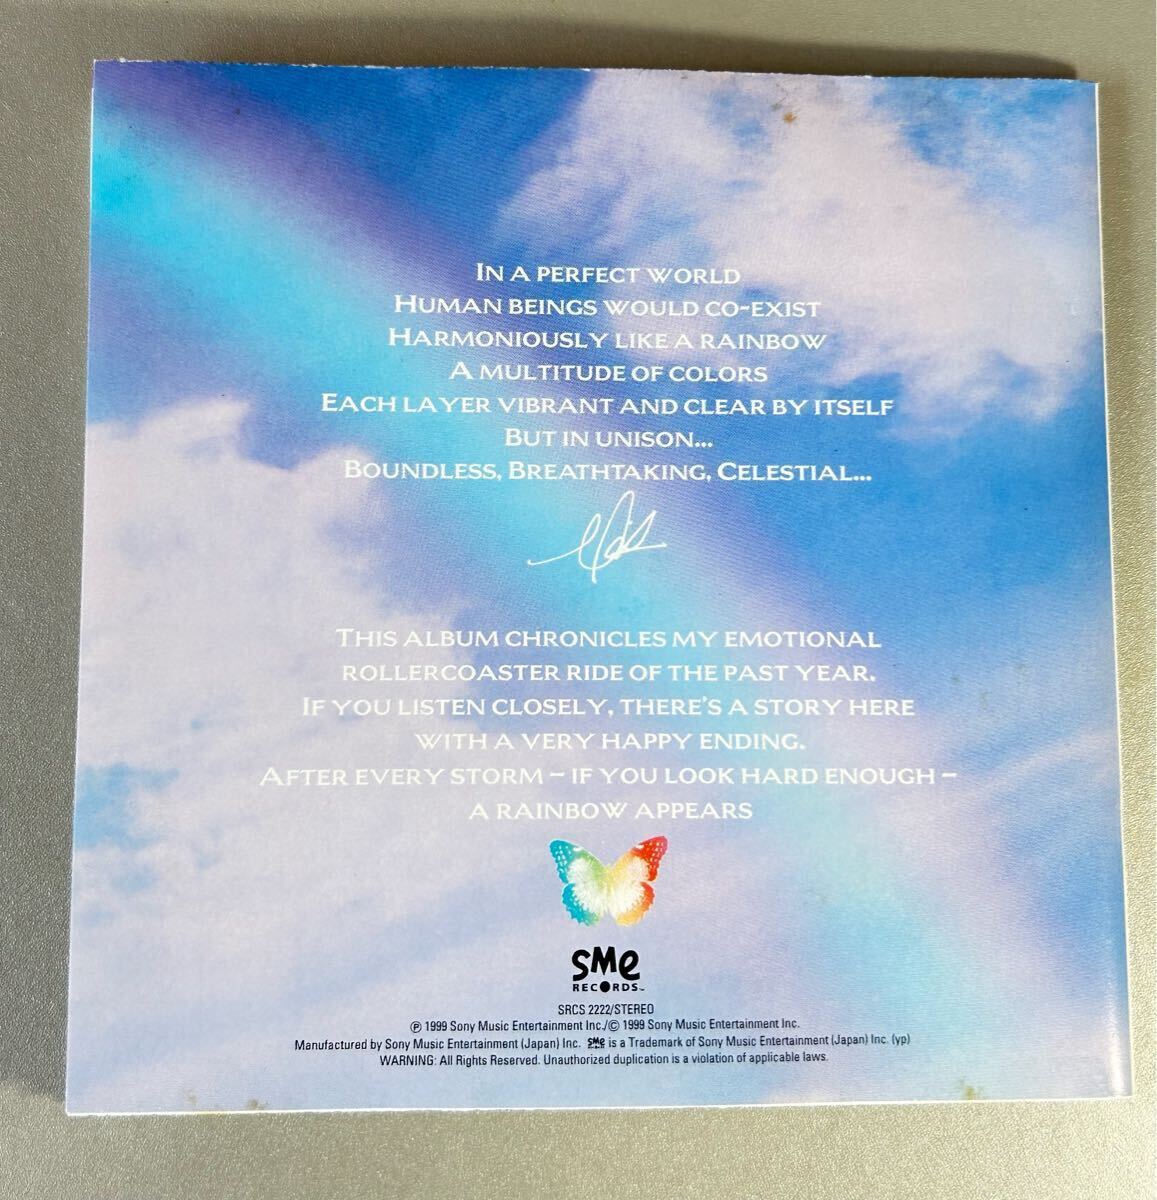 IN A PERFECT WORLD
HUMAN BEINGS WOULD CO-EXIST
HARMONIOUSLY LIKE A RAINBOW
A MULTITUDE OF COLORS
EACH LAYER VIBRANT AND CLEAR BY ITSELF
BUT IN UNISON...
BOUNDLESS, BREATHTAKING, CELESTIAL...
THIS ALBUM CHRONICLES MY EMOTIONAL
ROLLERCOASTER RIDE OF THE PAST YEAR.
IF YOU LISTEN CLOSELY, THERE'S A STORY HERE
WITH A VERY HAPPY ENDING.
AFTER EVERY STORM – IF YOU LOOK HARD ENOUGH –
A RAINBOW APPEARS
SMe
RECORDS™
SRCS 2222/STEREO
℗ 1999 Sony Music Entertainment Inc./© 1999 Sony Music Entertainment Inc.
Manufactured by Sony Music Entertainment (Japan) Inc. SMe is a Trademark of Sony Music Entertainment (Japan) Inc. (yp)
WARNING: All Rights Reserved. Unauthorized duplication is a violation of applicable laws.